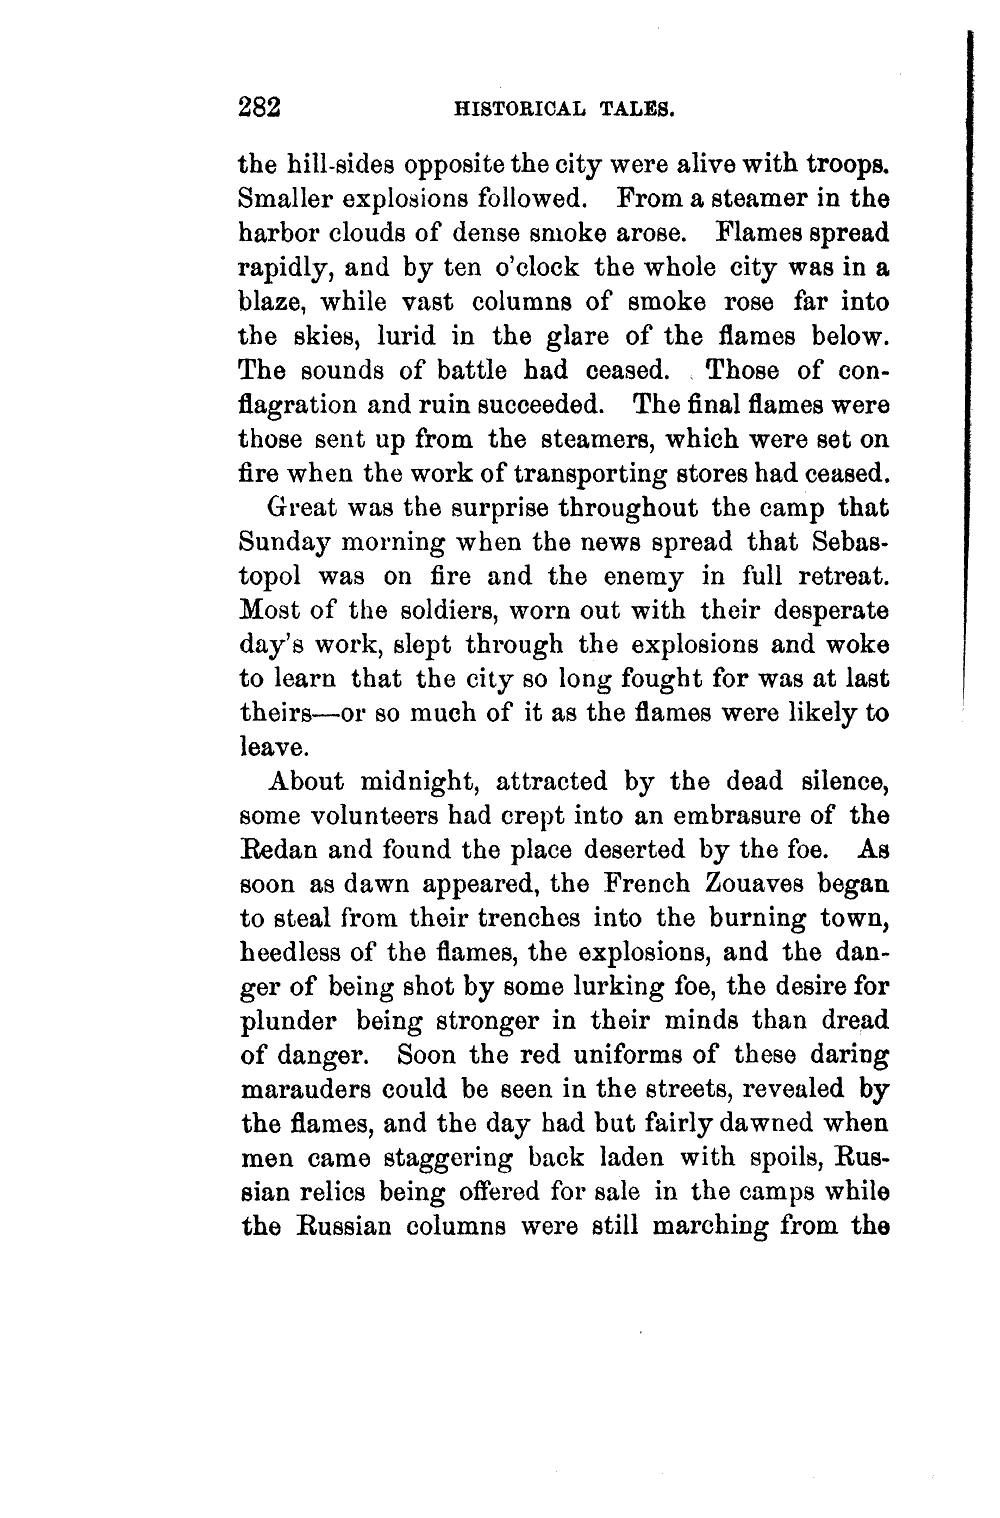 282 HISTORICAL TALES.
the hill-sides opposite the city were alive with troops.
Smaller explosions followed. From a steamer in the
harbor clouds of dense smoke arose. Flames spread
rapidly, and by ten o'clock the whole city was in a
blaze, while vast columns of smoke rose far into
the skies, lurid in the glare of the flames below.
The sounds of battle had ceased. Those of con-
flagration and ruin succeeded. The final flames were
those sent up from the steamers, which were set on
fire when the work of transporting stores had ceased.
Great was the surprise throughout the camp that
Sunday morning when the news spread that Sebas-
topol was on fire and the enemy in full retreat.
Most of the soldiers, worn out with their desperate
day's work, slept through the explosions and woke
to learn that the city so long fought for was at last
theirs—or so much of it as the flames were likely to
leave.
About midnight, attracted by the dead silence,
some volunteers had crept into an embrasure of the
Redan and found the place deserted by the foe. As
soon as dawn appeared, the French Zouaves began
to steal from their trenches into the burning town,
heedless of the flames, the explosions, and the dan-
ger of being shot by some lurking foe, the desire for
plunder being stronger in their minds than dread
of danger. Soon the red uniforms of these daring
marauders could be seen in the streets, revealed by
the flames, and the day had but fairly dawned when
men came staggering back laden with spoils, Rus-
sian relics being offered for sale in the camps while
the Russian columns were still marching from the